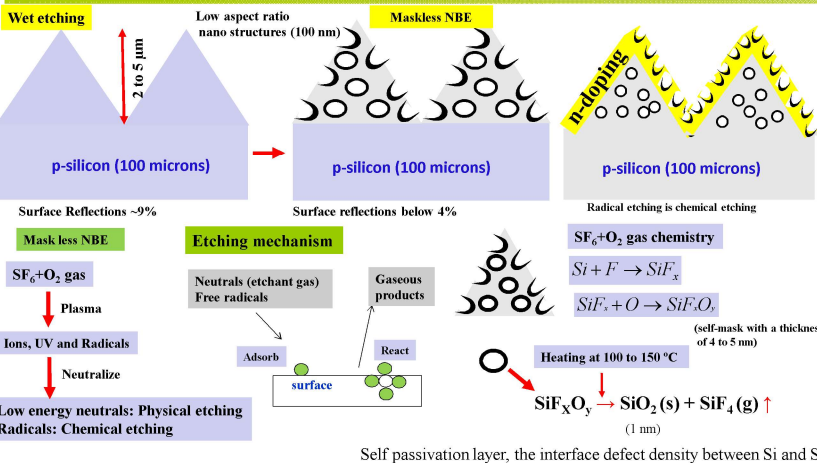 Wet etching
Low aspect ratio
nano structures (100 nm)
Maskless NBE
2 to 5 µm
n-doping
p-silicon (100 microns)
p-silicon (100 microns)
p-silicon (100 microns)
Surface Reflections ~9%
Surface reflections below 4%
Radical etching is chemical etching
Mask less NBE
SF₆+O₂ gas
Plasma
Ions, UV and Radicals
Neutralize
Low energy neutrals: Physical etching
Radicals: Chemical etching
Etching mechanism
Neutrals (etchant gas)
Free radicals
Gaseous
products
Adsorb
React
surface
SF₆+O₂ gas chemistry
Si + F → SiFₓ
SiFₓ + O → SiFₓOᵧ
(self-mask with a thickness
of 4 to 5 nm)
Heating at 100 to 150 ºC
SiF_XO_y → SiO₂ (s) + SiF₄ (g) ↑
(1 nm)
Self passivation layer, the interface defect density between Si and